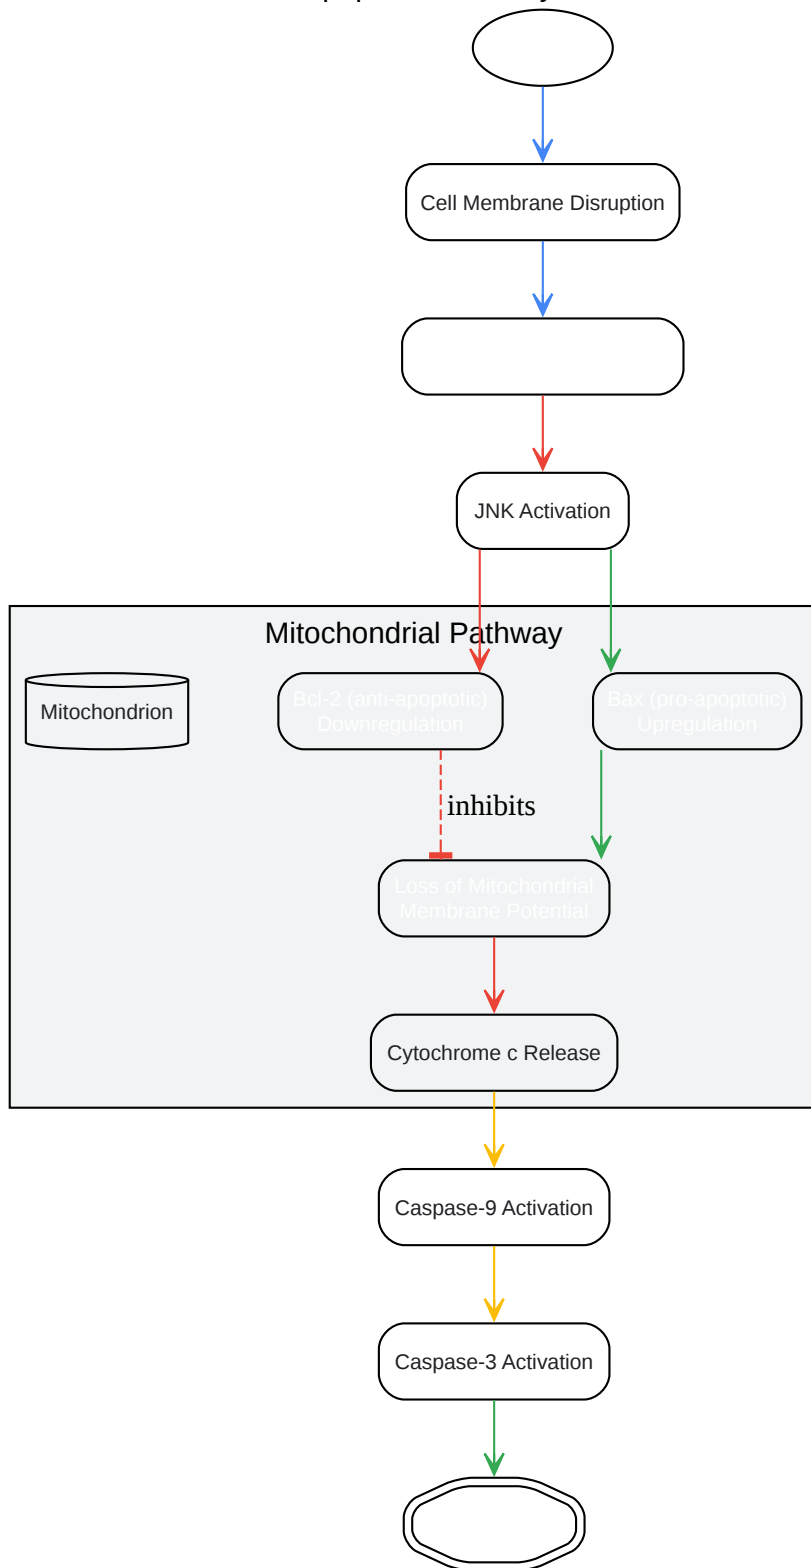 Cell Membrane Disruption
JNK Activation
Mitochondrial Pathway
Mitochondrion
Bcl-2 (anti-apoptotic)
Downregulation
Bax (pro-apoptotic)
Upregulation
inhibits
Loss of Mitochondrial
Membrane Potential
Cytochrome c Release
Caspase-9 Activation
Caspase-3 Activation